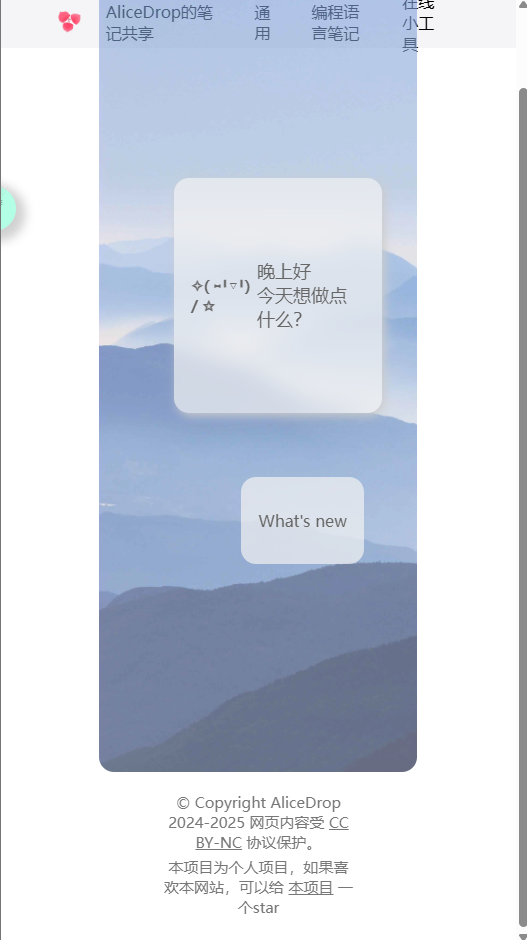 AliceDrop的笔
记共享
通
用
编程语
言笔记
在线
小工
具
✧(⑅╹▽╹)
/ ☆
晚上好
今天想做点
什么？
What's new
© Copyright AliceDrop
2024-2025 网页内容受 CC
BY-NC 协议保护。
本项目为个人项目，如果喜
欢本网站，可以给 本项目 一
个star